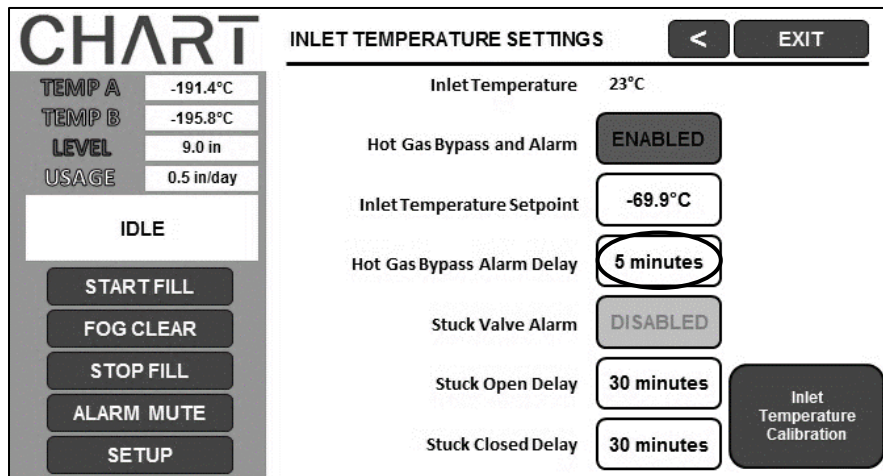 CHART
INLET TEMPERATURE SETTINGS
<
EXIT
TEMP A -191.4°C
TEMP B -195.8°C
LEVEL 9.0 in
USAGE 0.5 in/day
IDLE
START FILL
FOG CLEAR
STOP FILL
ALARM MUTE
SETUP
Inlet Temperature 23°C
Hot Gas Bypass and Alarm ENABLED
Inlet Temperature Setpoint -69.9°C
Hot Gas Bypass Alarm Delay 5 minutes
Stuck Valve Alarm DISABLED
Stuck Open Delay 30 minutes
Stuck Closed Delay 30 minutes
Inlet
Temperature
Calibration